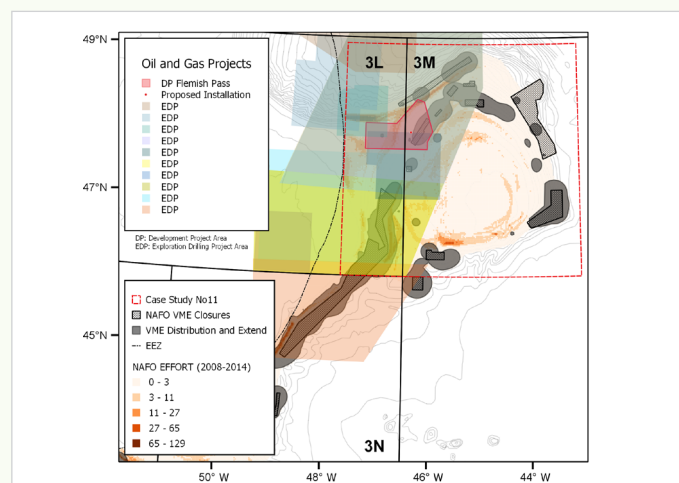 49°N
3L
3M
Oil and Gas Projects
DP Flemish Pass
Proposed Installation
EDP
EDP
EDP
EDP
EDP
EDP
EDP
EDP
EDP
EDP
47°N
DP: Development Project Area
EDP: Exploration Drilling Project Area
Case Study No11
NAFO VME Closures
VME Distribution and Extend
EEZ
45°N
NAFO EFFORT (2008-2014)
0 - 3
3 - 11
11 - 27
27 - 65
65 - 129
3N
50° W
48° W
46° W
44° W